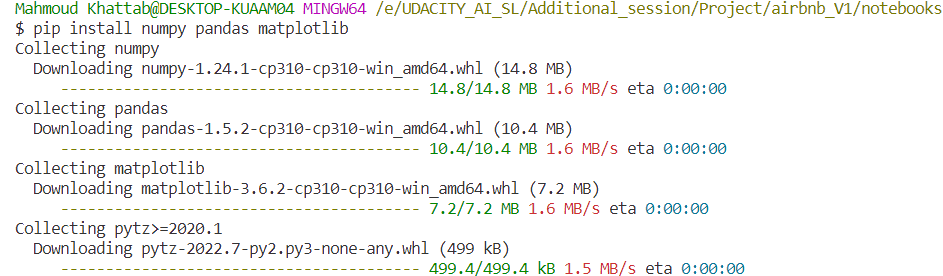 Mahmoud Khattab@DESKTOP-KUAAM04 MINGW64 /e/UDACITY_AI_SL/Additional_session/Project/airbnb_V1/notebooks
$ pip install numpy pandas matplotlib
Collecting numpy
  Downloading numpy-1.24.1-cp310-cp310-win_amd64.whl (14.8 MB)
     ---------------------------------------- 14.8/14.8 MB 1.6 MB/s eta 0:00:00
Collecting pandas
  Downloading pandas-1.5.2-cp310-cp310-win_amd64.whl (10.4 MB)
     ---------------------------------------- 10.4/10.4 MB 1.6 MB/s eta 0:00:00
Collecting matplotlib
  Downloading matplotlib-3.6.2-cp310-cp310-win_amd64.whl (7.2 MB)
     ---------------------------------------- 7.2/7.2 MB 1.6 MB/s eta 0:00:00
Collecting pytz>=2020.1
  Downloading pytz-2022.7-py2.py3-none-any.whl (499 kB)
     ---------------------------------------- 499.4/499.4 kB 1.5 MB/s eta 0:00:00